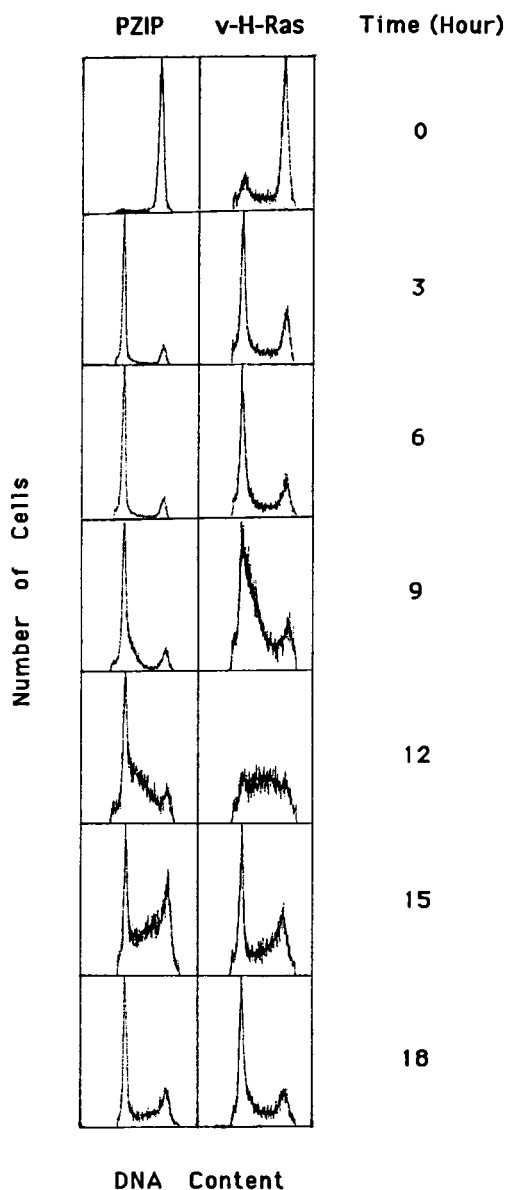 PZIP v-H-Ras Time (Hour)
0
3
6
9
12
15
18
Number of Cells
DNA Content